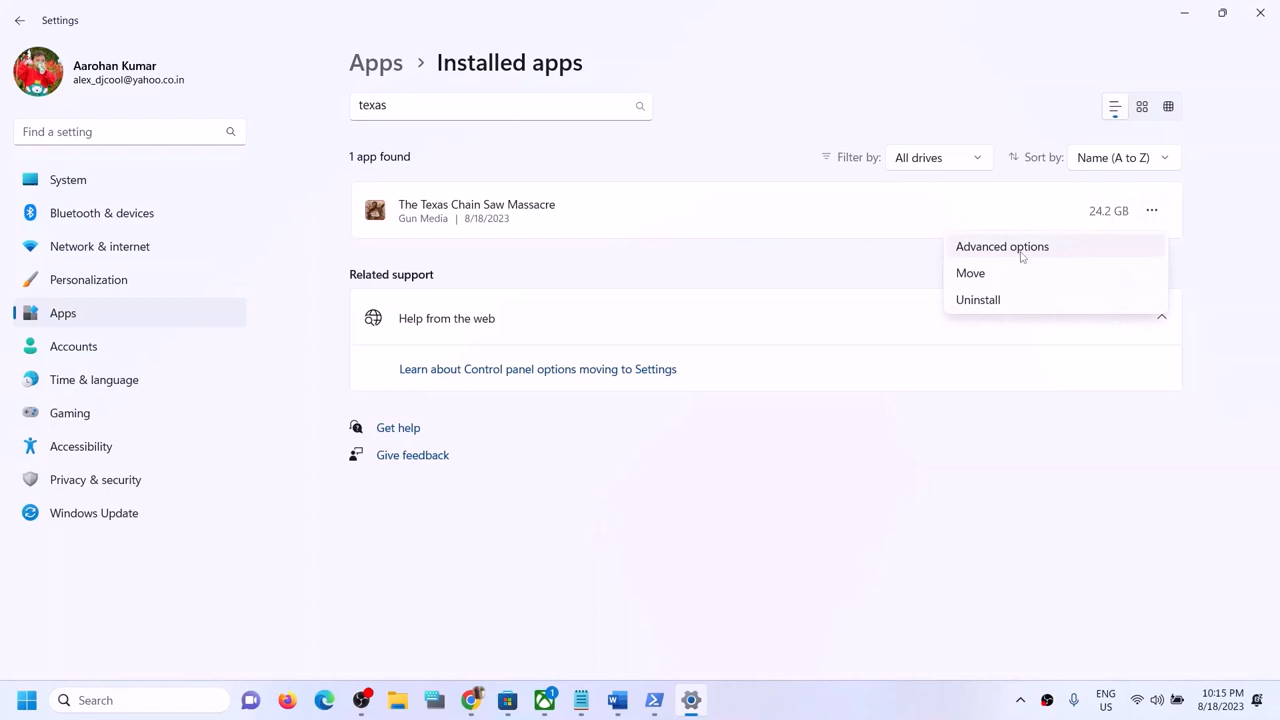 Settings
Aarohan Kumar
alex_djcool@yahoo.co.in
Find a setting
System
Bluetooth & devices
Network & internet
Personalization
Apps
Accounts
Time & language
Gaming
Accessibility
Privacy & security
Windows Update
Apps > Installed apps
texas
1 app found
Filter by: All drives
Sort by: Name (A to Z)
The Texas Chain Saw Massacre
Gun Media | 8/18/2023
24.2 GB
Advanced options
Move
Uninstall
Related support
Help from the web
Learn about Control panel options moving to Settings
Get help
Give feedback
Search
1
ENG
US
10:15 PM
8/18/2023